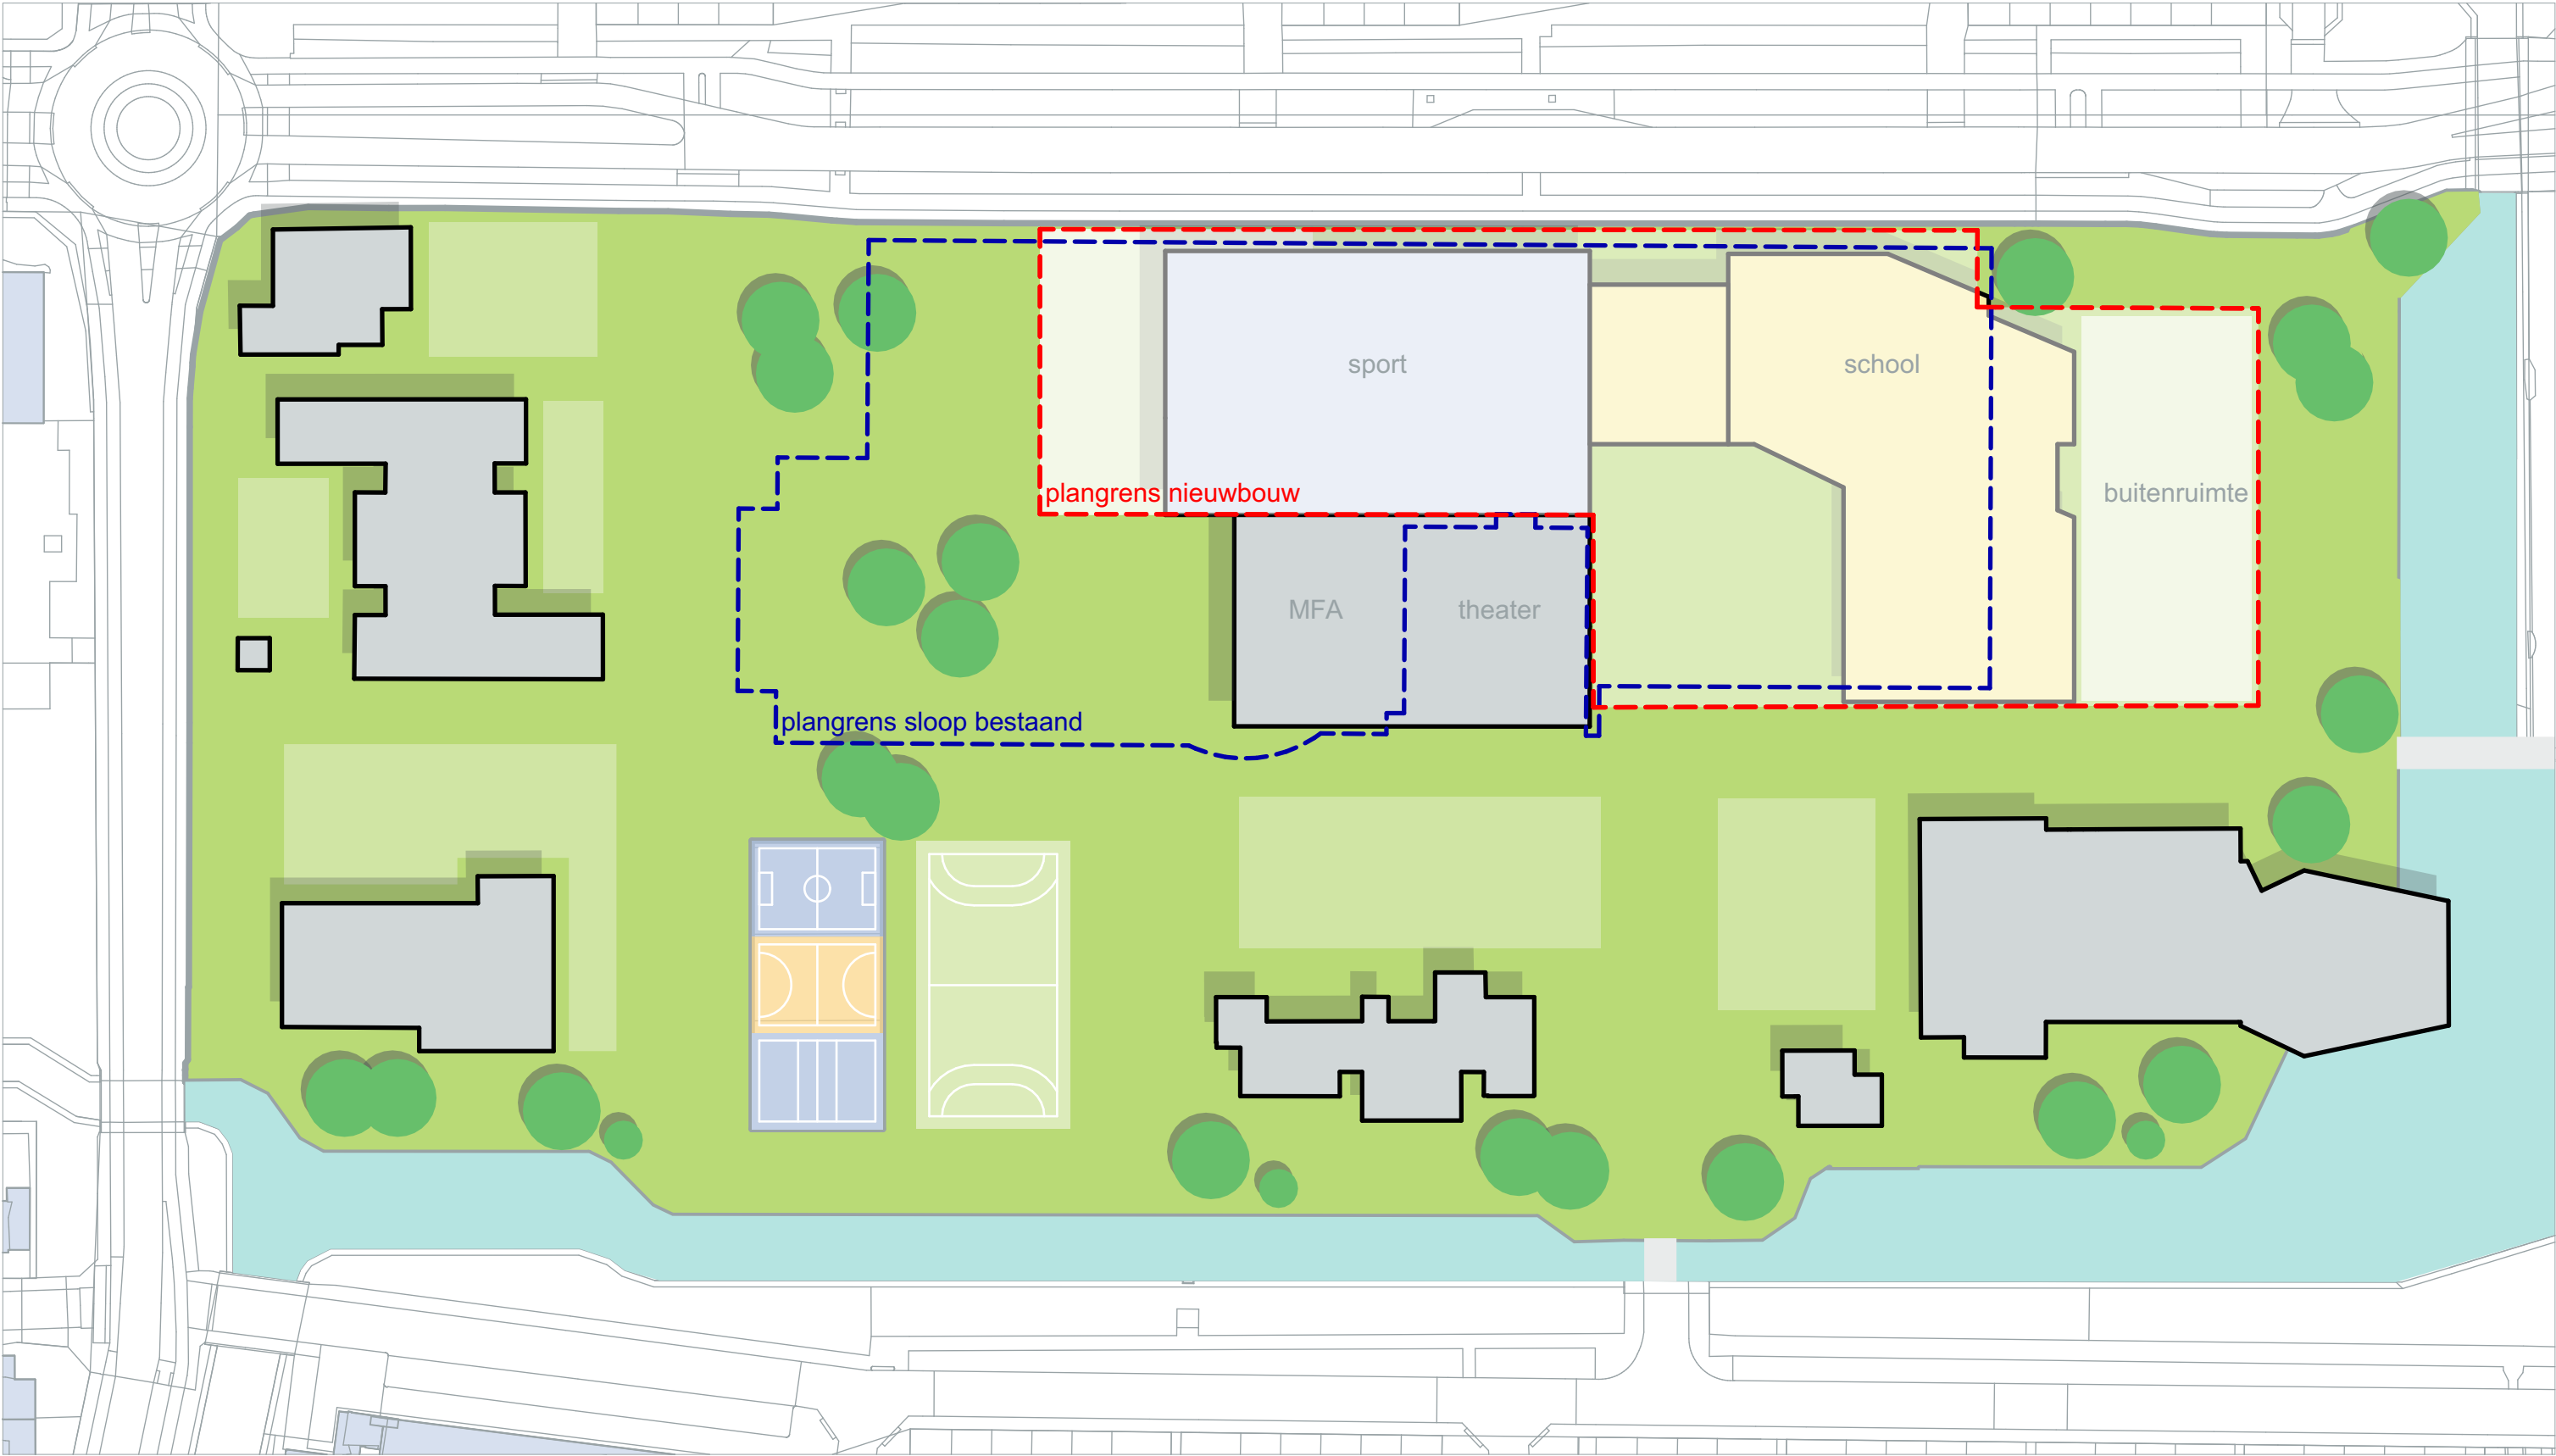 sport
school
plangrens nieuwbouw
buitenruimte
MFA
theater
plangrens sloop bestaand